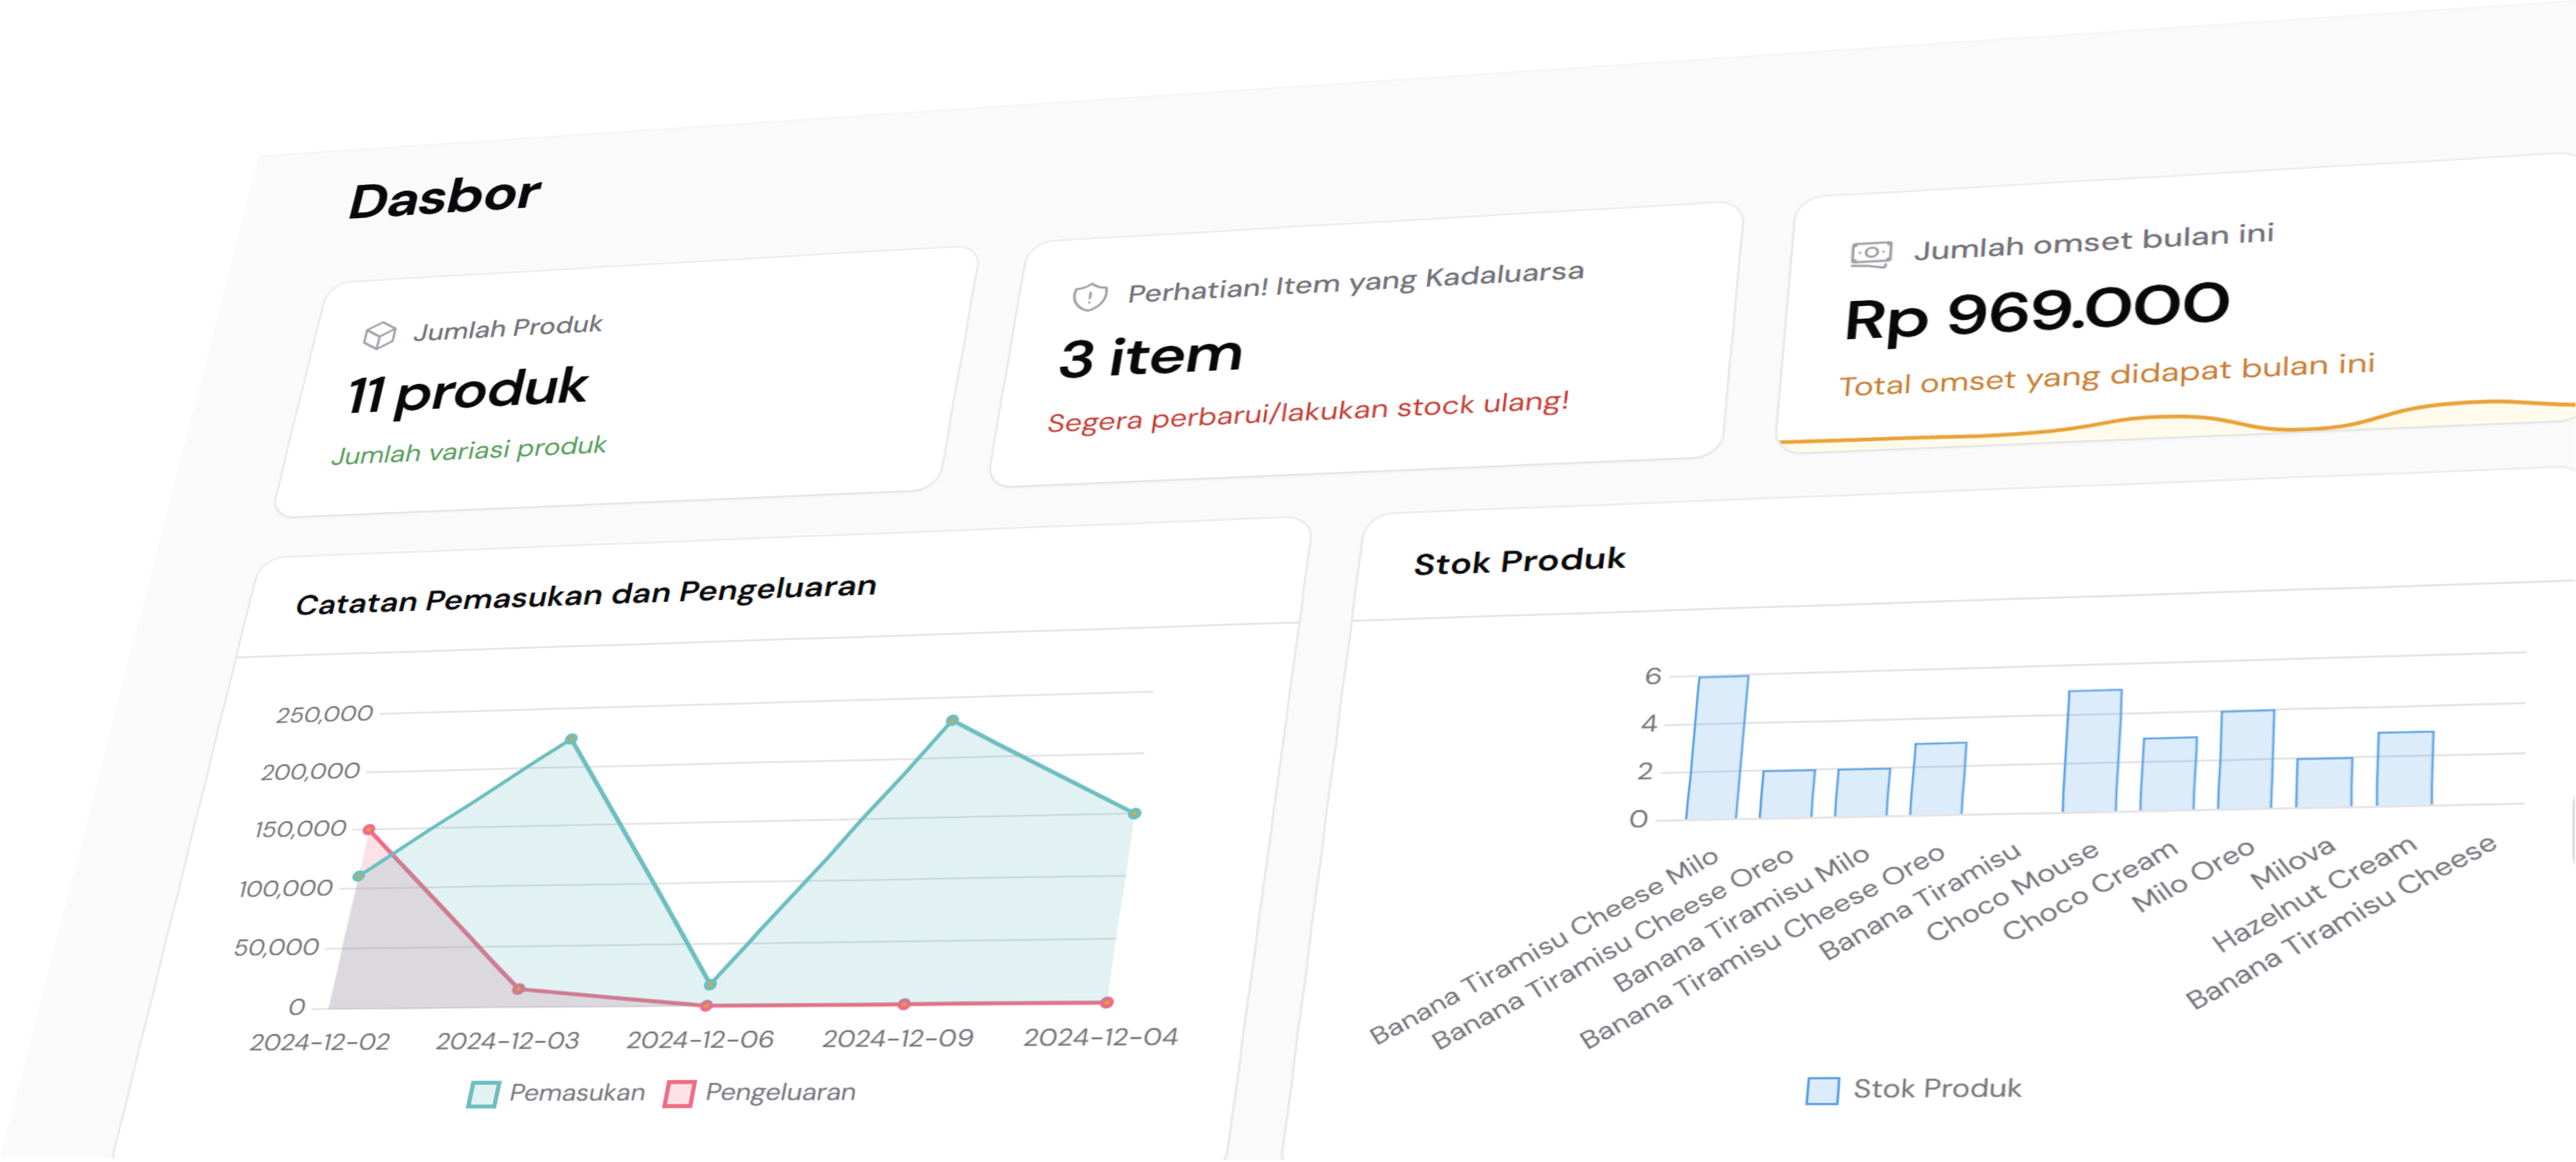 Dasbor
Jumlah Produk
11 produk
Jumlah variasi produk
Perhatian! Item yang Kadaluarsa
3 item
Segera perbarui/lakukan stock ulang!
Jumlah omset bulan ini
Rp 969.000
Total omset yang didapat bulan ini
Catatan Pemasukan dan Pengeluaran
250,000
200,000
150,000
100,000
50,000
0
2024-12-02 2024-12-03 2024-12-06 2024-12-09 2024-12-04
Pemasukan Pengeluaran
Stok Produk
6
4
2
0
Banana Tiramisu Cheese Milo
Banana Tiramisu Cheese Oreo
Banana Tiramisu Milo
Banana Tiramisu Cheese Oreo
Banana Tiramisu
Choco Mouse
Choco Cream
Milo Oreo
Milova
Hazelnut Cream
Banana Tiramisu Cheese
Stok Produk